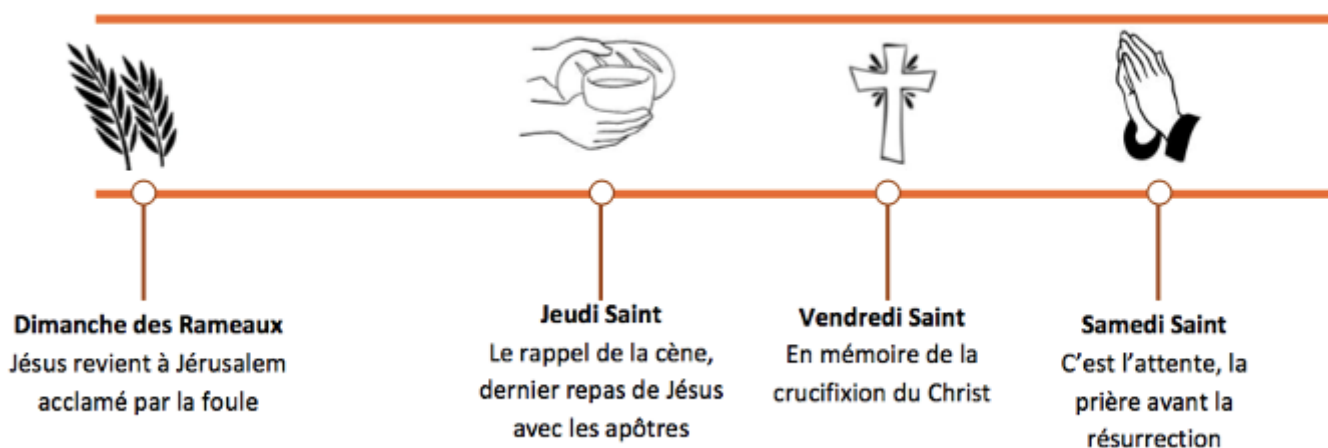 Dimanche des Rameaux
Jésus revient à Jérusalem
acclamé par la foule
Jeudi Saint
Le rappel de la cène,
dernier repas de Jésus
avec les apôtres
Vendredi Saint
En mémoire de la
crucifixion du Christ
Samedi Saint
C’est l’attente, la
prière avant la
résurrection